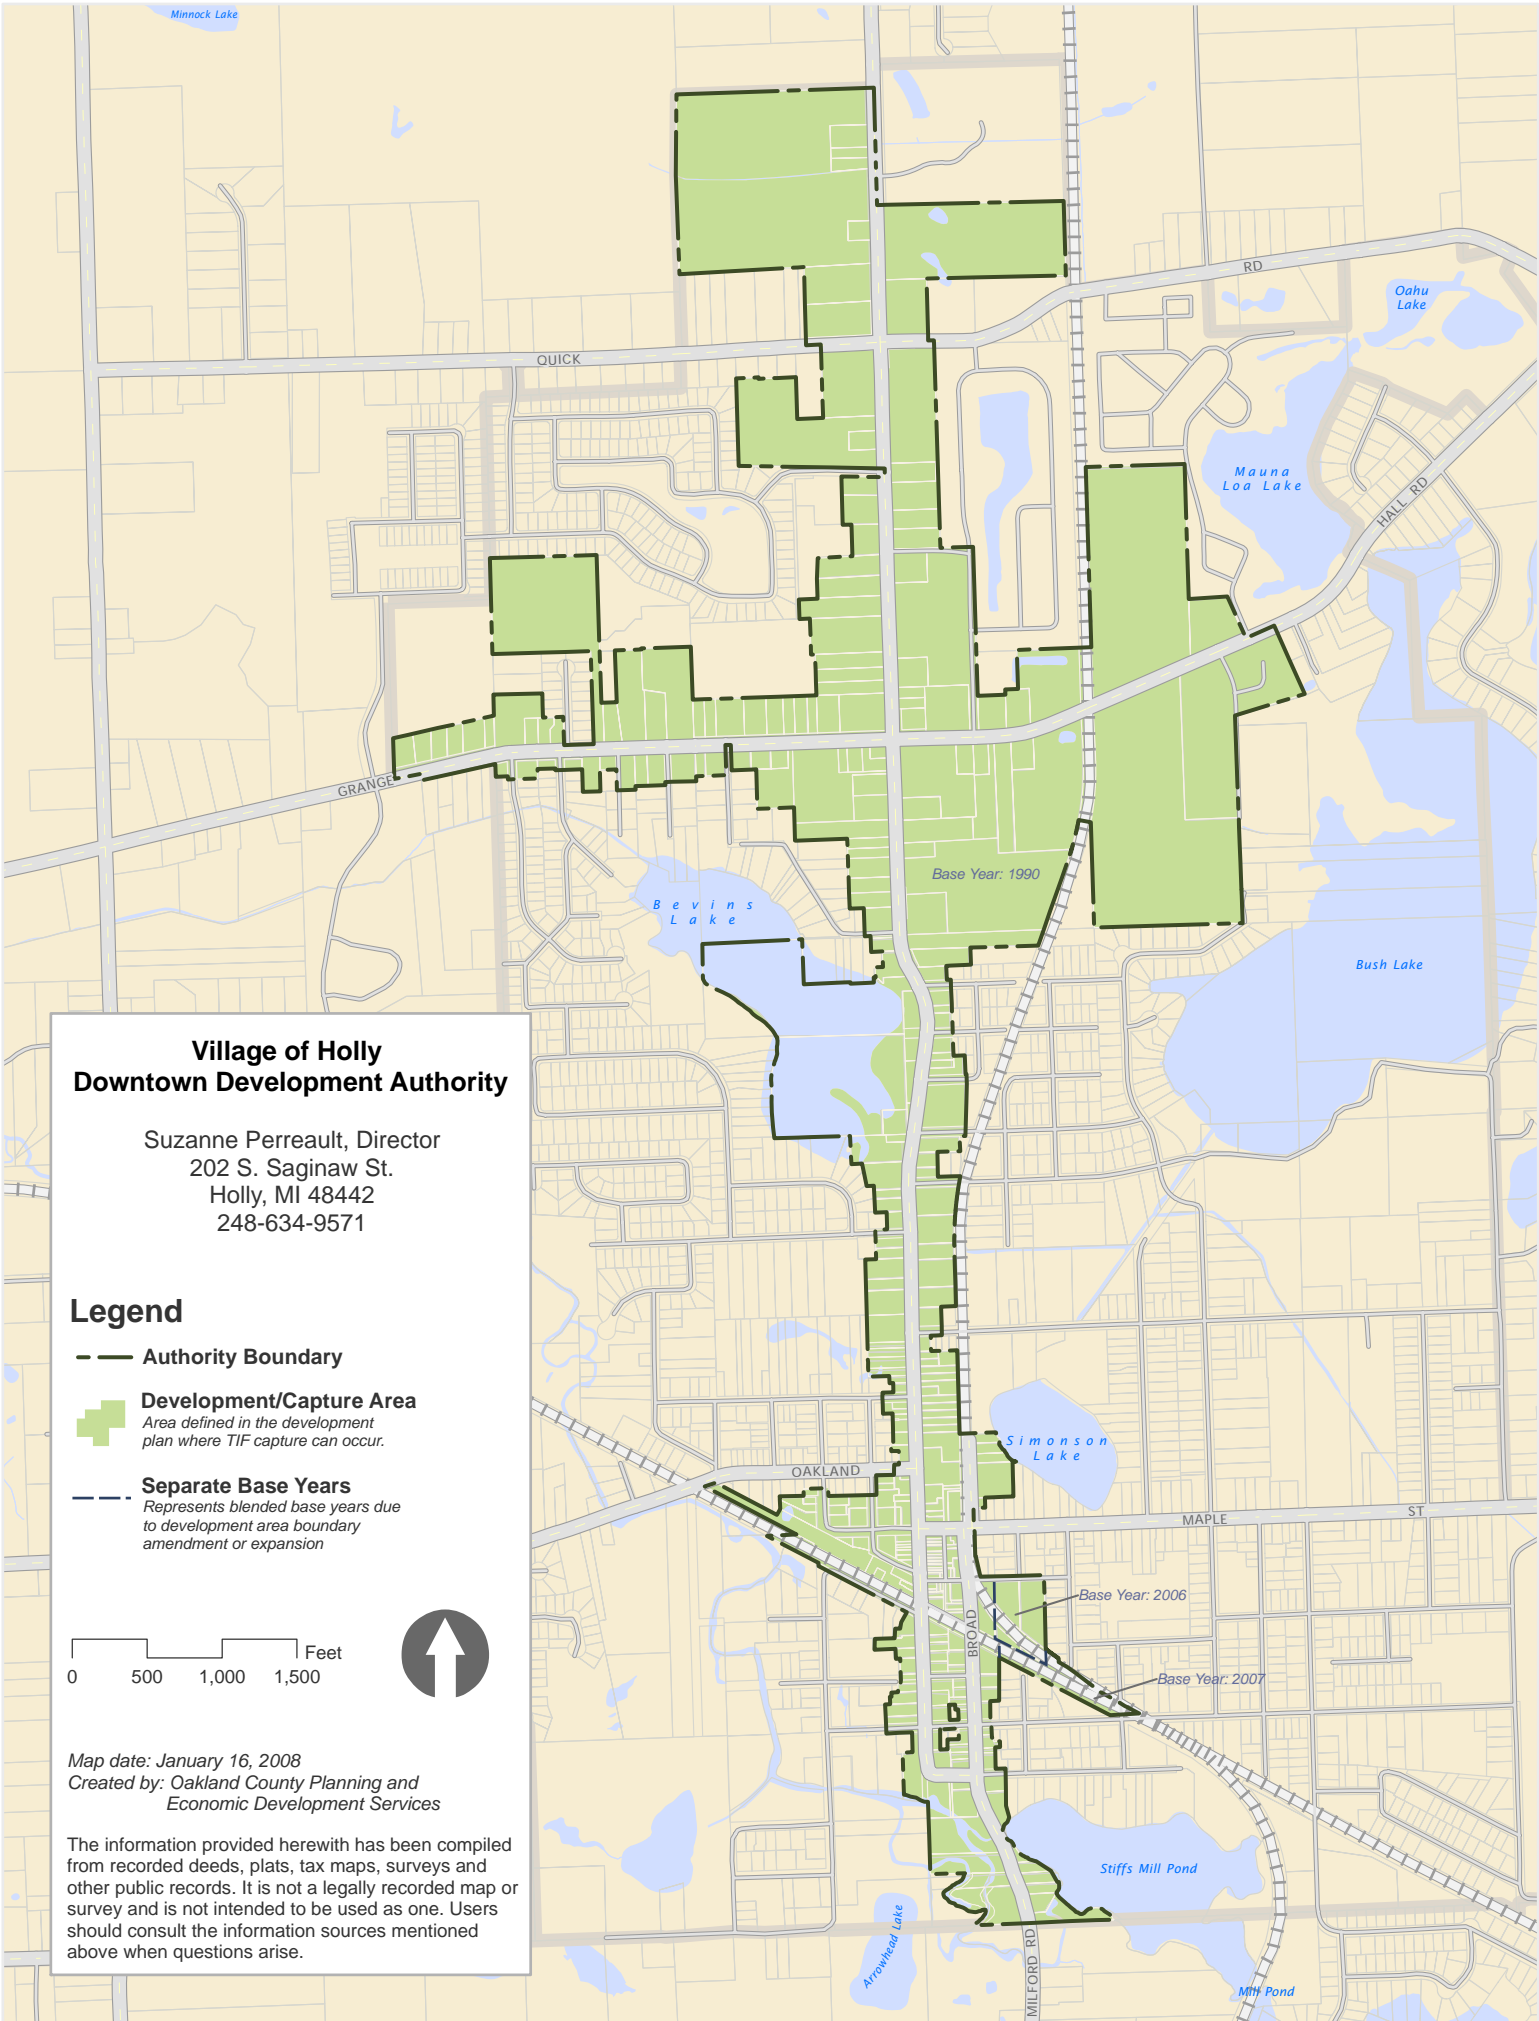 Minnock Lake
RD
Oahu
Lake
QUICK
Mauna
Loa Lake
HALL RD
GRANGE
Base Year: 1990
Bevins
Lake
Bush Lake
Village of Holly
Downtown Development Authority
Suzanne Perreault, Director
202 S. Saginaw St.
Holly, MI 48442
248-634-9571
Legend
Authority Boundary
Development/Capture Area
Area defined in the development
plan where TIF capture can occur.
Separate Base Years
Represents blended base years due
to development area boundary
amendment or expansion
Feet
0 500 1,000 1,500
Map date: January 16, 2008
Created by: Oakland County Planning and
Economic Development Services
The information provided herewith has been compiled
from recorded deeds, plats, tax maps, surveys and
other public records. It is not a legally recorded map or
survey and is not intended to be used as one. Users
should consult the information sources mentioned
above when questions arise.
Simonson
Lake
OAKLAND
MAPLE ST
Base Year: 2006
BROAD
Base Year: 2007
Stiffs Mill Pond
Arrowhead Lake
MILFORD RD
Mill Pond